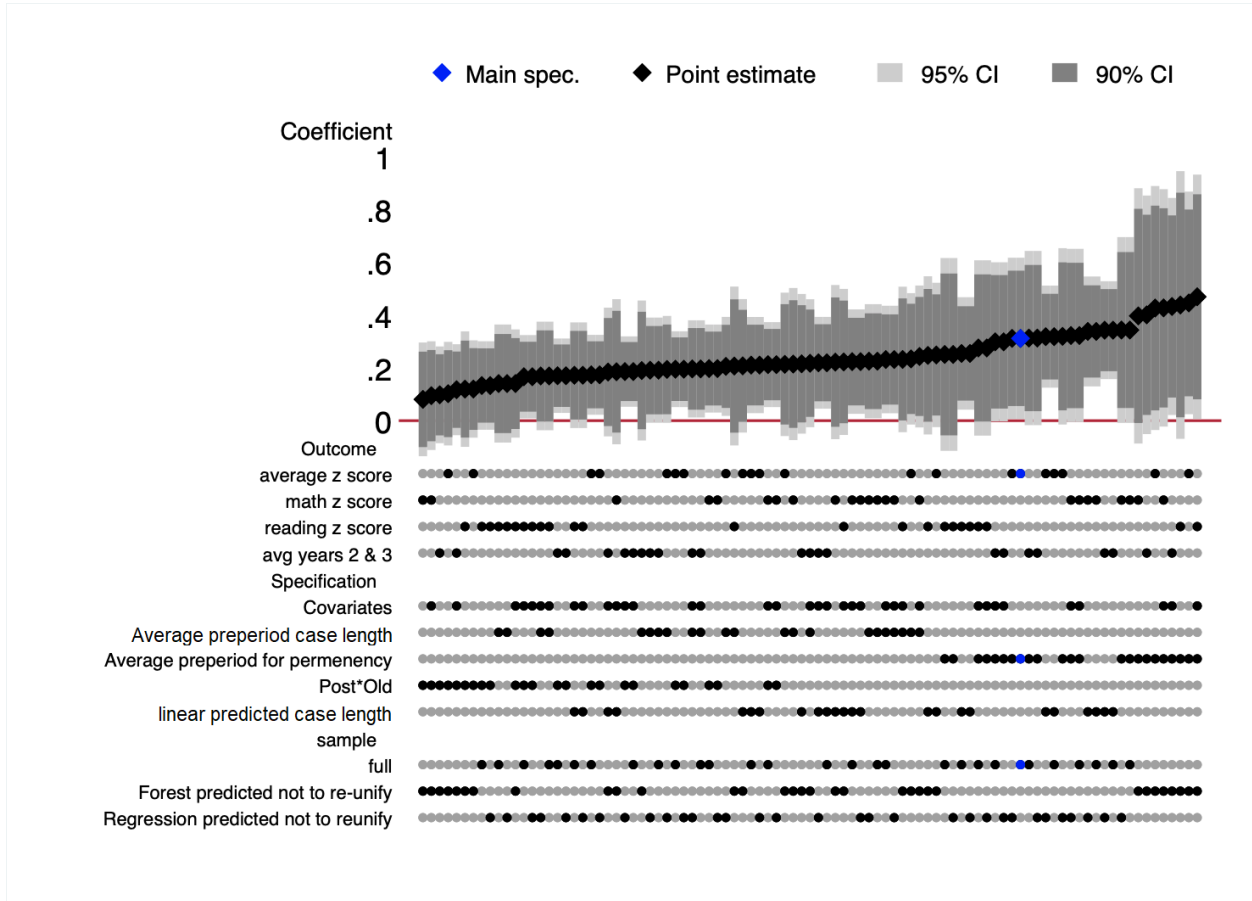 Main spec. Point estimate 95% CI 90% CI
Coefficient
1
.8
.6
.4
.2
0
Outcome
average z score
math z score
reading z score
avg years 2 & 3
Specification
Covariates
Average preperiod case length
Average preperiod for permenency
Post*Old
linear predicted case length
sample
full
Forest predicted not to re-unify
Regression predicted not to reunify